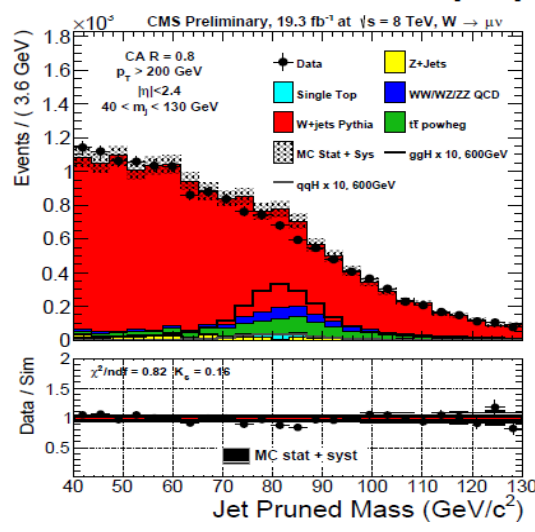 ×10³
CMS Preliminary, 19.3 fb⁻¹ at √s = 8 TeV, W → μν
Events / ( 3.6 GeV)
1.8
1.6
1.4
1.2
1
0.8
0.6
0.4
0.2
0
CA R = 0.8
p_T > 200 GeV
|η|<2.4
40 < m_j < 130 GeV
Data
Z+Jets
Single Top
WW/WZ/ZZ QCD
W+jets Pythia
tt̄ powheg
MC Stat + Sys
ggH x 10, 600GeV
qqH x 10, 600GeV
Data / Sim
2
1.5
1
0.5
χ²/ndf = 0.82 K_s = 0.16
MC stat + syst
40 50 60 70 80 90 100 110 120 130
Jet Pruned Mass (GeV/c²)